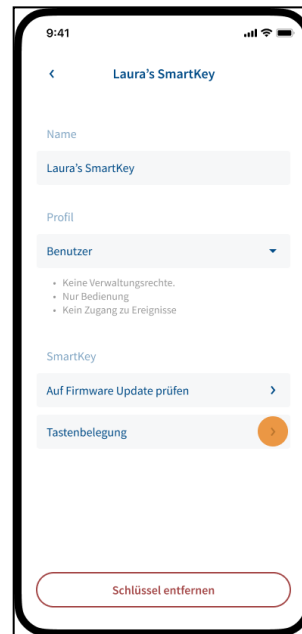 9:41
Laura's SmartKey
Name
Laura's SmartKey
Profil
Benutzer
• Keine Verwaltungsrechte.
• Nur Bedienung
• Kein Zugang zu Ereignisse
SmartKey
Auf Firmware Update prüfen
Tastenbelegung
Schlüssel entfernen